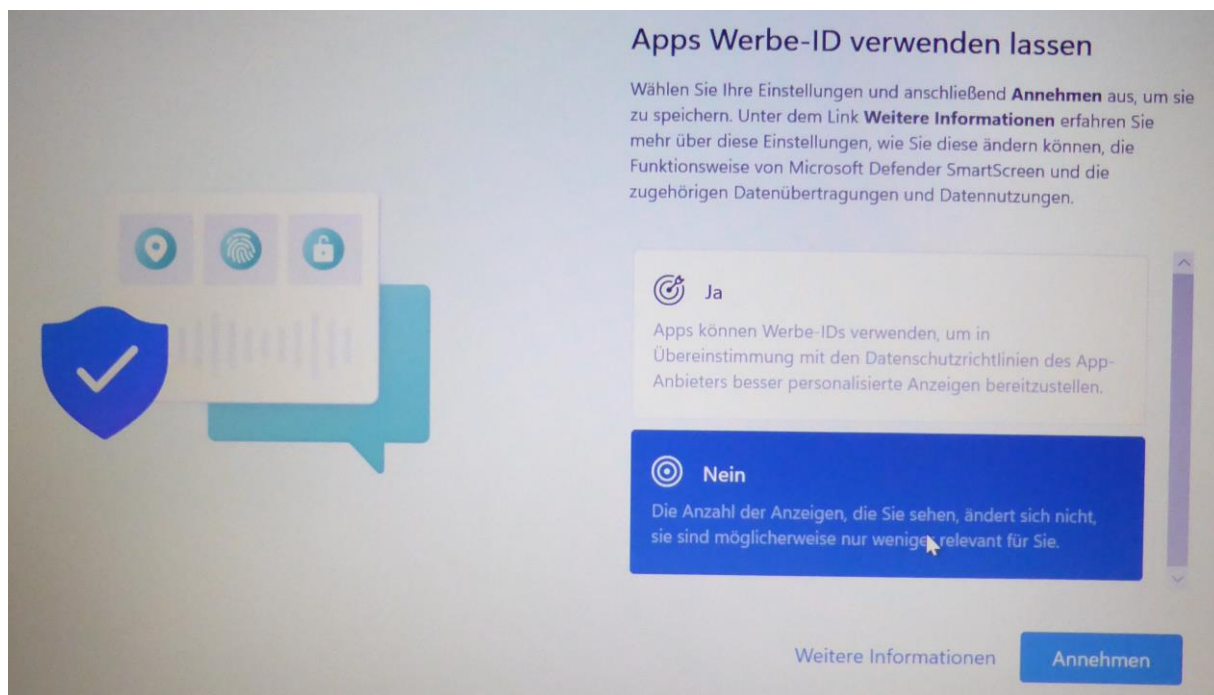 Apps Werbe-ID verwenden lassen
Wählen Sie Ihre Einstellungen und anschließend Annehmen aus, um sie
zu speichern. Unter dem Link Weitere Informationen erfahren Sie
mehr über diese Einstellungen, wie Sie diese ändern können, die
Funktionsweise von Microsoft Defender SmartScreen und die
zugehörigen Datenübertragungen und Datennutzungen.
Ja
Apps können Werbe-IDs verwenden, um in
Übereinstimmung mit den Datenschutzrichtlinien des App-
Anbieters besser personalisierte Anzeigen bereitzustellen.
Nein
Die Anzahl der Anzeigen, die Sie sehen, ändert sich nicht,
sie sind möglicherweise nur weniger relevant für Sie.
Weitere Informationen
Annehmen